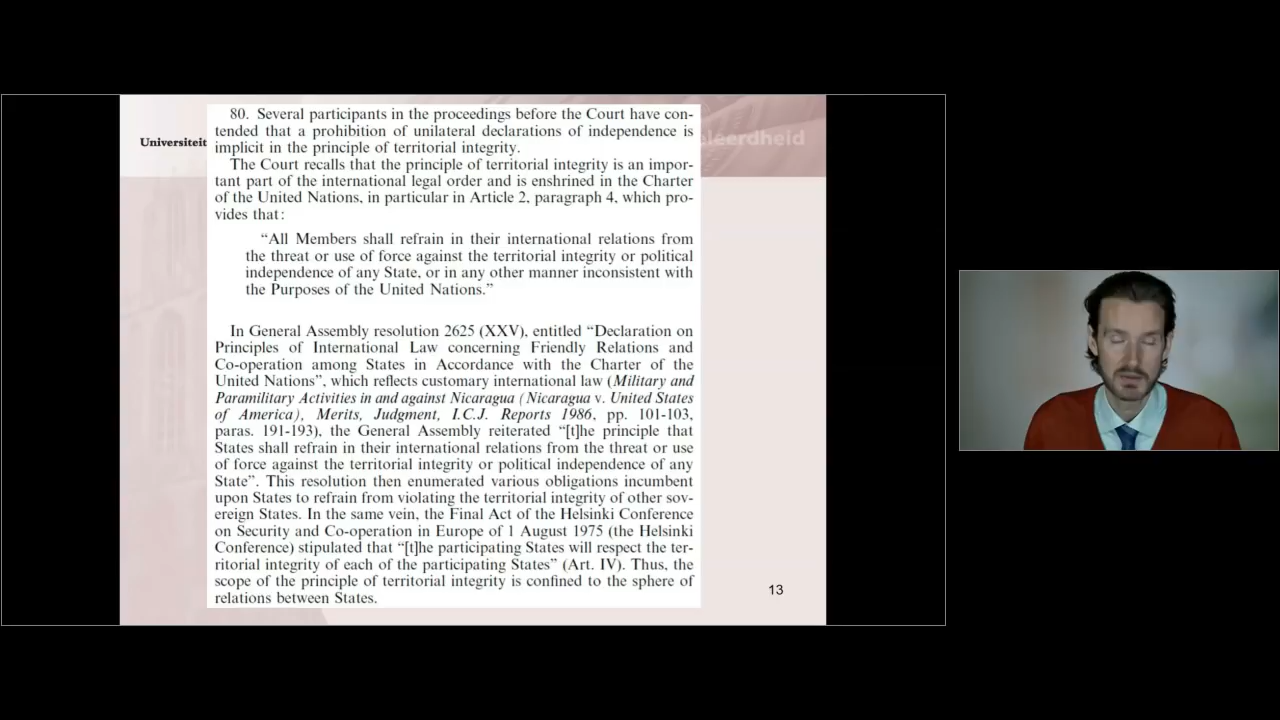 80. Several participants in the proceedings before the Court have con-
tended that a prohibition of unilateral declarations of independence is
implicit in the principle of territorial integrity.
The Court recalls that the principle of territorial integrity is an impor-
tant part of the international legal order and is enshrined in the Charter
of the United Nations, in particular in Article 2, paragraph 4, which pro-
vides that:
“All Members shall refrain in their international relations from
the threat or use of force against the territorial integrity or political
independence of any State, or in any other manner inconsistent with
the Purposes of the United Nations.”
In General Assembly resolution 2625 (XXV), entitled “Declaration on
Principles of International Law concerning Friendly Relations and
Co-operation among States in Accordance with the Charter of the
United Nations”, which reflects customary international law (Military and
Paramilitary Activities in and against Nicaragua (Nicaragua v. United States
of America), Merits, Judgment, I.C.J. Reports 1986, pp. 101-103,
paras. 191-193), the General Assembly reiterated “[t]he principle that
States shall refrain in their international relations from the threat or use
of force against the territorial integrity or political independence of any
State”. This resolution then enumerated various obligations incumbent
upon States to refrain from violating the territorial integrity of other sov-
ereign States. In the same vein, the Final Act of the Helsinki Conference
on Security and Co-operation in Europe of 1 August 1975 (the Helsinki
Conference) stipulated that “[t]he participating States will respect the ter-
ritorial integrity of each of the participating States” (Art. IV). Thus, the
scope of the principle of territorial integrity is confined to the sphere of
relations between States.
Universiteit
eleerdheid
13